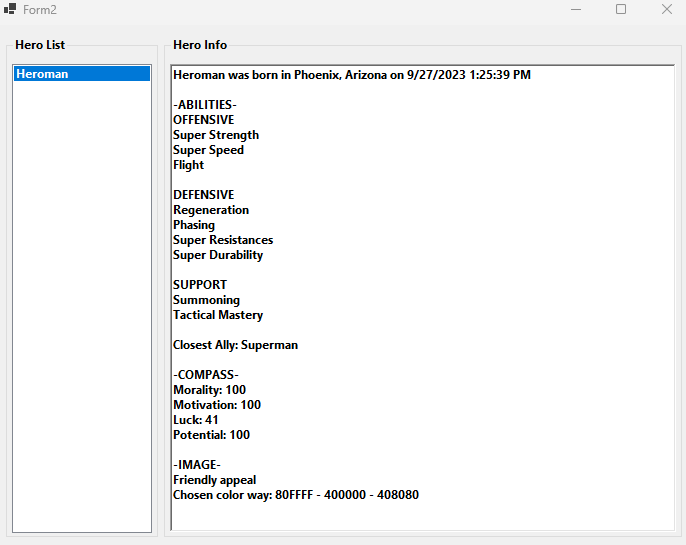 Form2
Hero List
Heroman
Hero Info
Heroman was born in Phoenix, Arizona on 9/27/2023 1:25:39 PM
-ABILITIES-
OFFENSIVE
Super Strength
Super Speed
Flight
DEFENSIVE
Regeneration
Phasing
Super Resistances
Super Durability
SUPPORT
Summoning
Tactical Mastery
Closest Ally: Superman
-COMPASS-
Morality: 100
Motivation: 100
Luck: 41
Potential: 100
-IMAGE-
Friendly appeal
Chosen color way: 80FFFF - 400000 - 408080